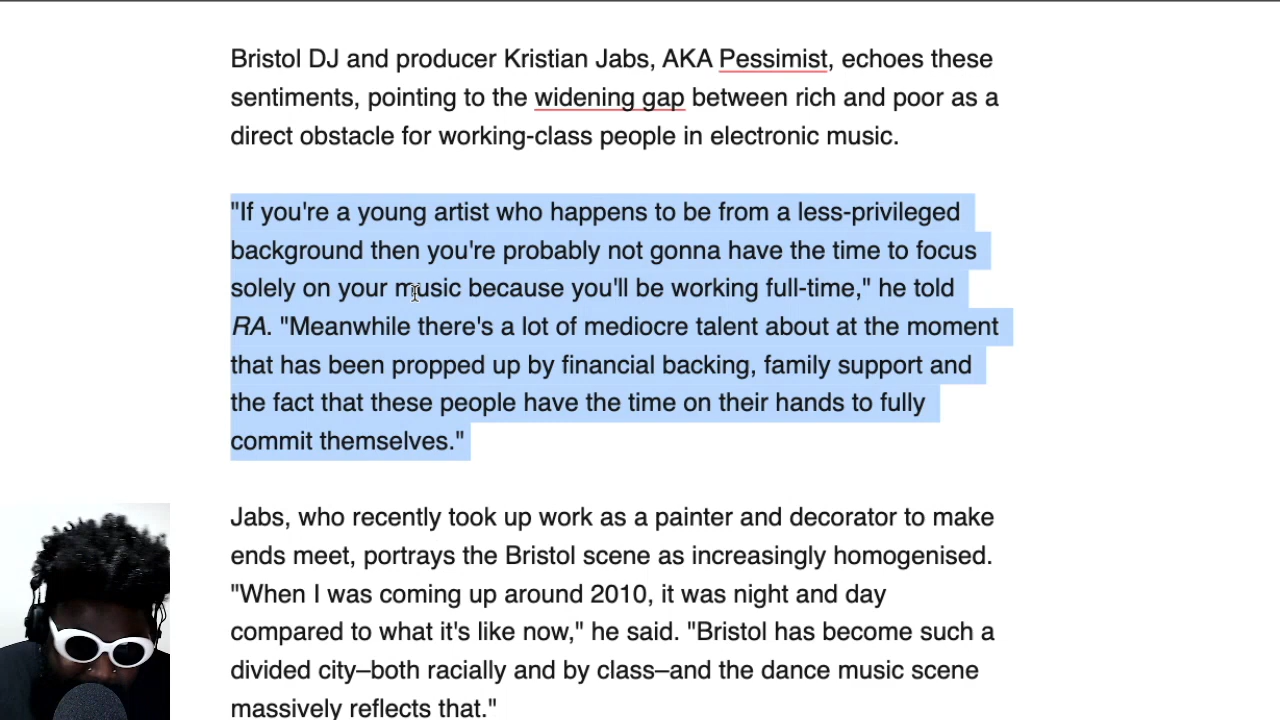 Bristol DJ and producer Kristian Jabs, AKA Pessimist, echoes these
sentiments, pointing to the widening gap between rich and poor as a
direct obstacle for working-class people in electronic music.
"If you're a young artist who happens to be from a less-privileged
background then you're probably not gonna have the time to focus
solely on your music because you'll be working full-time," he told
RA. "Meanwhile there's a lot of mediocre talent about at the moment
that has been propped up by financial backing, family support and
the fact that these people have the time on their hands to fully
commit themselves."
Jabs, who recently took up work as a painter and decorator to make
ends meet, portrays the Bristol scene as increasingly homogenised.
"When I was coming up around 2010, it was night and day
compared to what it's like now," he said. "Bristol has become such a
divided city–both racially and by class–and the dance music scene
massively reflects that."